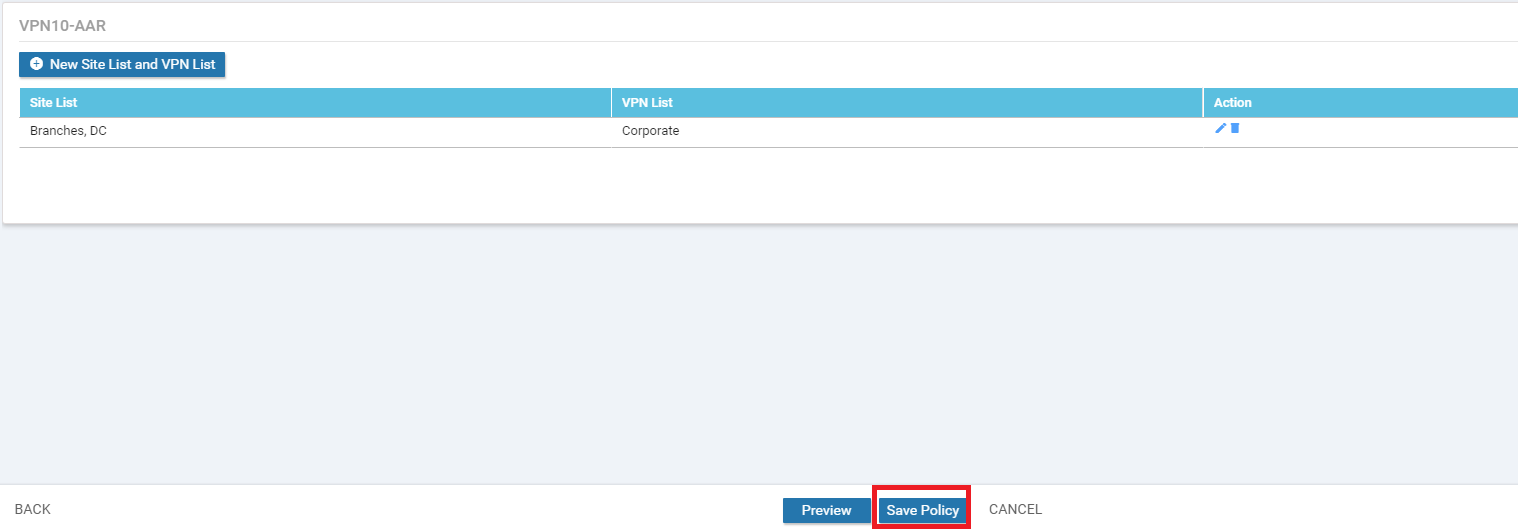 VPN10-AAR
New Site List and VPN List
Site List VPN List Action
Branches, DC Corporate
BACK Preview Save Policy CANCEL